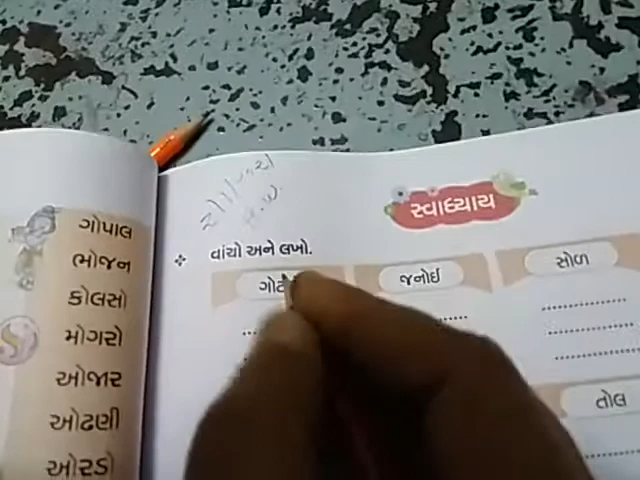 ગોપાલ
ભોજન
કોલસો
મોગરો
ઓજાર
ઓઢણી
ઓરડો
સ્વાધ્યાય
વાંચો અને લખો.
જનોઈ
સોળ
તોલ